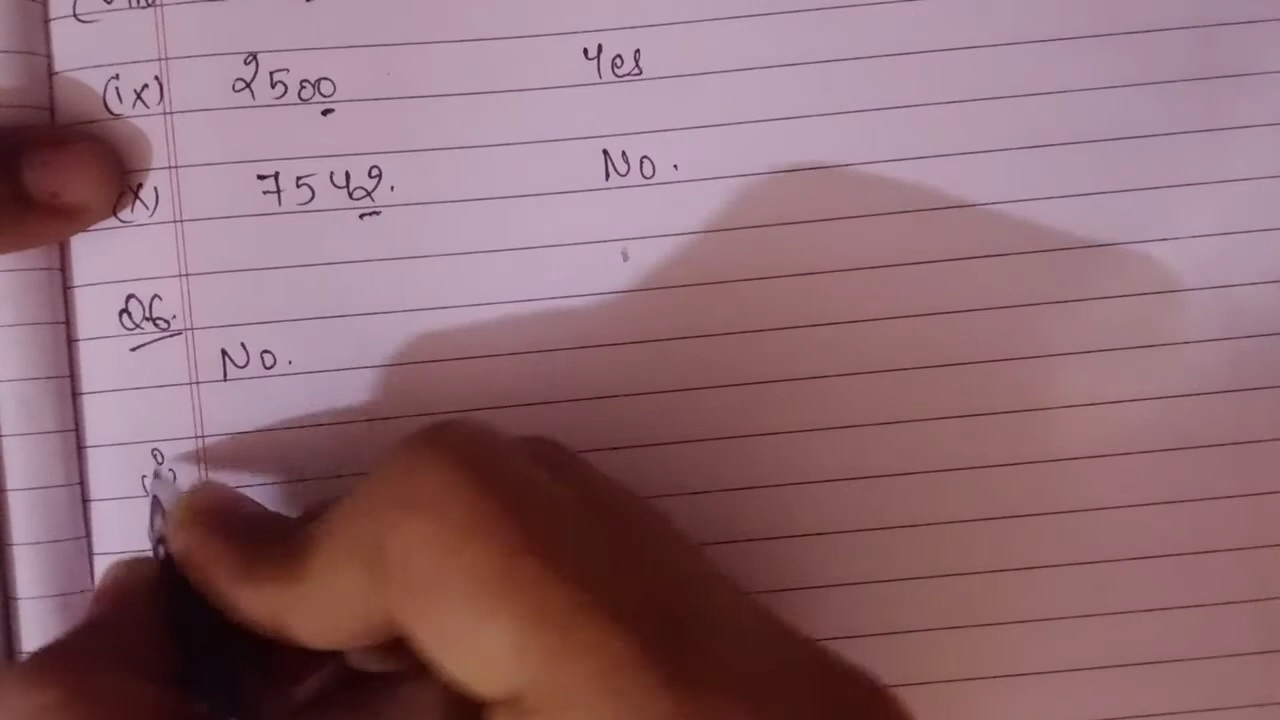 (ix) 2500 Yes
(x) 7542. No.
Q6.
No.